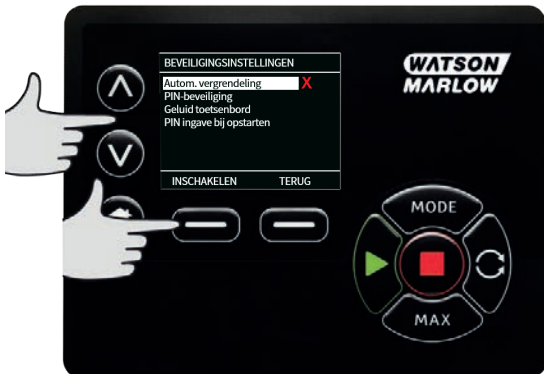 BEVEILIGINGSINSTELLINGEN
Autom. vergrendeling X
PIN-beveiliging
Geluid toetsenbord
PIN ingave bij opstarten
INSCHAKELEN TERUG
WATSON
MARLOW
MODE
MAX